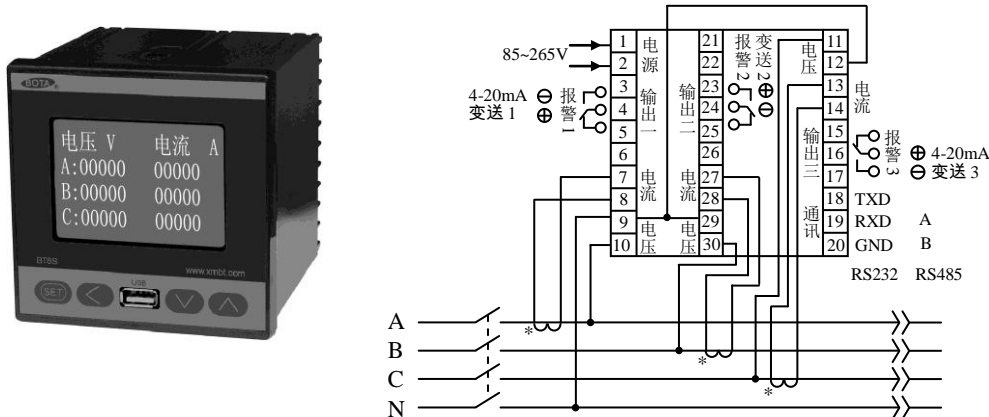 BOTA
电压 V 电流 A
A:00000 00000
B:00000 00000
C:00000 00000
BT8S
www.xmbt.com
USB
SET
85~265V
4-20mA ⊖
变送 1 ⊕
报警 1
1
2
3
4
5
6
7
8
9
10
电源
输出一
电流
电压
输出二
电流
电压
21
22
23
24
25
26
27
28
29
30
报警 2
变送 2 ⊕ ⊖
电压
电流
输出三
通讯
11
12
13
14
15
16
17
18 TXD
19 RXD A
20 GND B
RS232 RS485
报警 3
⊕ 4-20mA
⊖ 变送 3
A
B
C
N
*
*
*